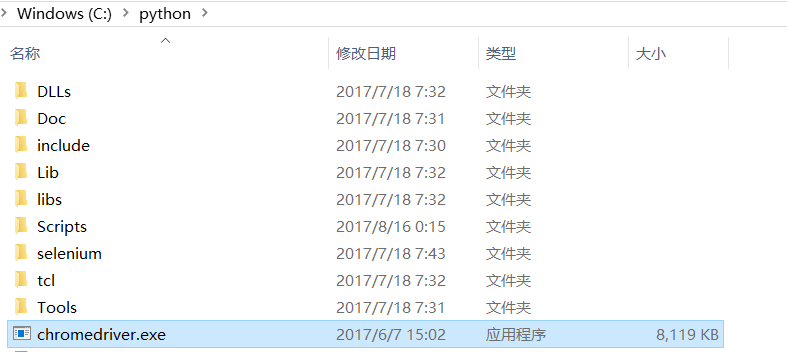 Windows (C:) python
名称 修改日期 类型 大小
DLLs 2017/7/18 7:32 文件夹
Doc 2017/7/18 7:31 文件夹
include 2017/7/18 7:30 文件夹
Lib 2017/7/18 7:32 文件夹
libs 2017/7/18 7:32 文件夹
Scripts 2017/8/16 0:15 文件夹
selenium 2017/7/18 7:43 文件夹
tcl 2017/7/18 7:32 文件夹
Tools 2017/7/18 7:31 文件夹
chromedriver.exe 2017/6/7 15:02 应用程序 8,119 KB